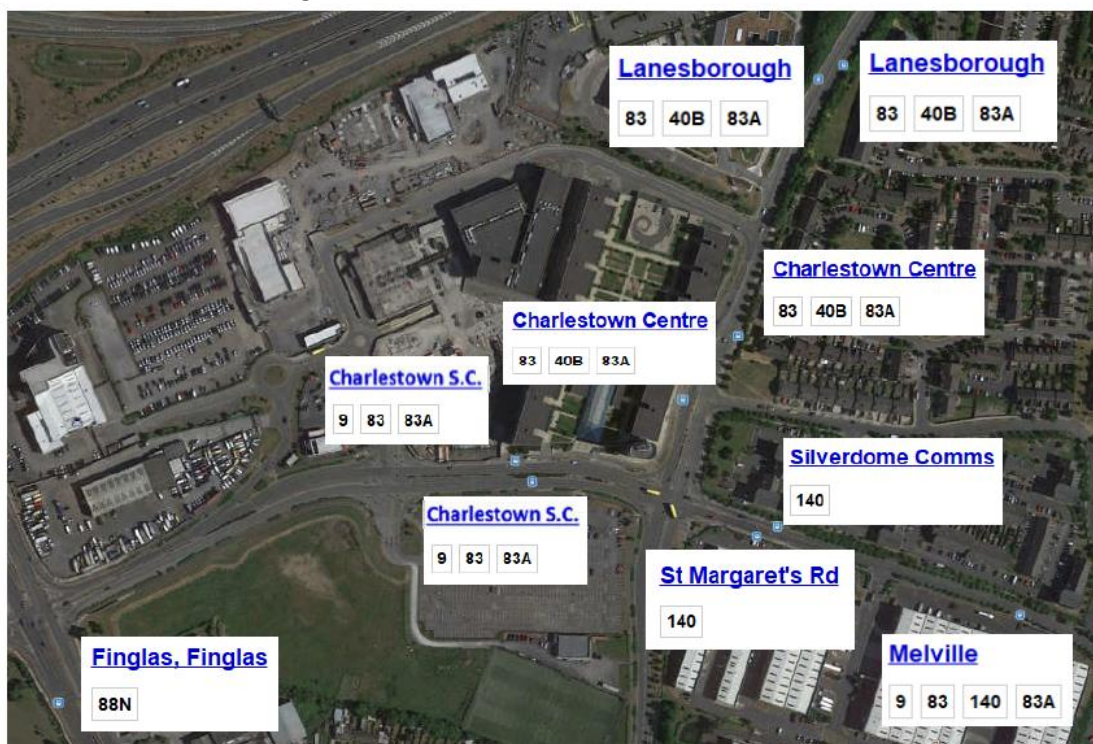 Lanesborough
83 40B 83A
Lanesborough
83 40B 83A
Charlestown Centre
83 40B 83A
Charlestown Centre
83 40B 83A
Charlestown S.C.
9 83 83A
Silverdome Comms
140
Charlestown S.C.
9 83 83A
St Margaret's Rd
140
Finglas, Finglas
88N
Melville
9 83 140 83A